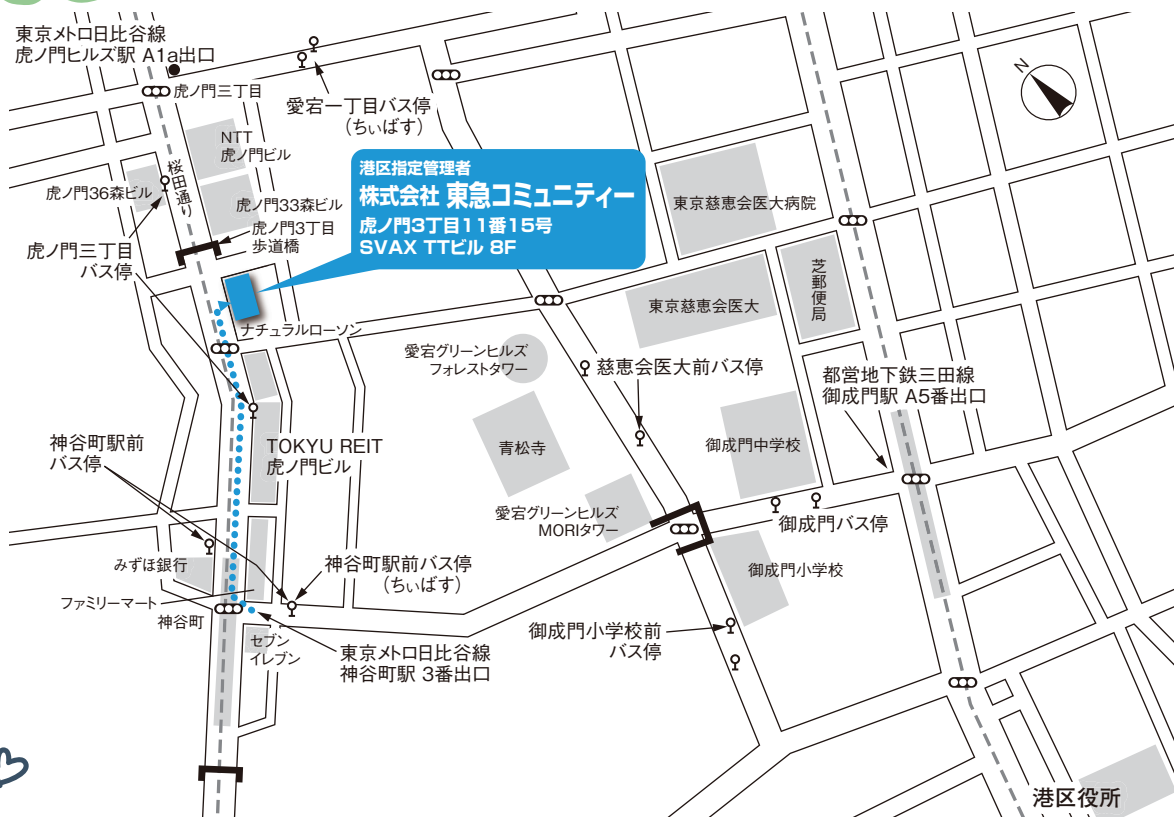 東京メトロ日比谷線
虎ノ門ヒルズ駅 A1a出口
虎ノ門三丁目
愛宕一丁目バス停
(ちぃばす)
N
NTT
虎ノ門ビル
桜田通り
虎ノ門36森ビル
虎ノ門33森ビル
虎ノ門3丁目
歩道橋
虎ノ門三丁目
バス停
港区指定管理者
株式会社 東急コミュニティー
虎ノ門3丁目11番15号
SVAX TTビル 8F
東京慈恵会医大病院
芝郵便局
東京慈恵会医大
ナチュラルローソン
愛宕グリーンヒルズ
フォレストタワー
慈恵会医大前バス停
都営地下鉄三田線
御成門駅 A5番出口
神谷町駅前
バス停
TOKYU REIT
虎ノ門ビル
青松寺
御成門中学校
愛宕グリーンヒルズ
MORIタワー
御成門バス停
みずほ銀行
神谷町駅前バス停
(ちぃばす)
御成門小学校
ファミリーマート
神谷町
セブン
イレブン
東京メトロ日比谷線
神谷町駅 3番出口
御成門小学校前
バス停
港区役所